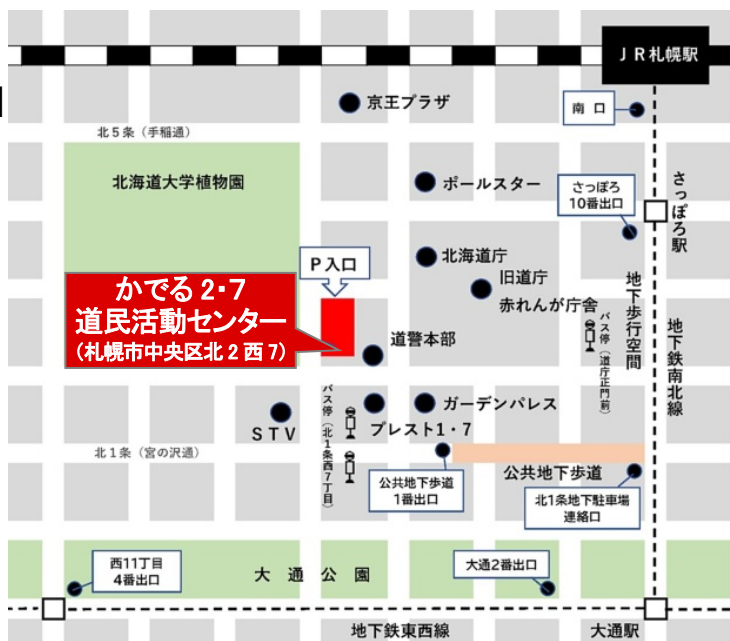 JR札幌駅
京王プラザ
南口
北5条（手稲通）
北海道大学植物園
ポールスター
さっぽろ
10番出口
さっぽろ駅
P入口
北海道庁
旧道庁
赤れんが庁舎
かでる2・7
道民活動センター
(札幌市中央区北2西7)
道警本部
バス停（道庁正門前）
地下歩行空間
地下鉄南北線
STV
バス停（北1条西7丁目）
プレスト1・7
ガーデンパレス
北1条（宮の沢通）
公共地下歩道
1番出口
公共地下歩道
北1条地下駐車場
連絡口
西11丁目
4番出口
大通公園
大通2番出口
地下鉄東西線
大通駅